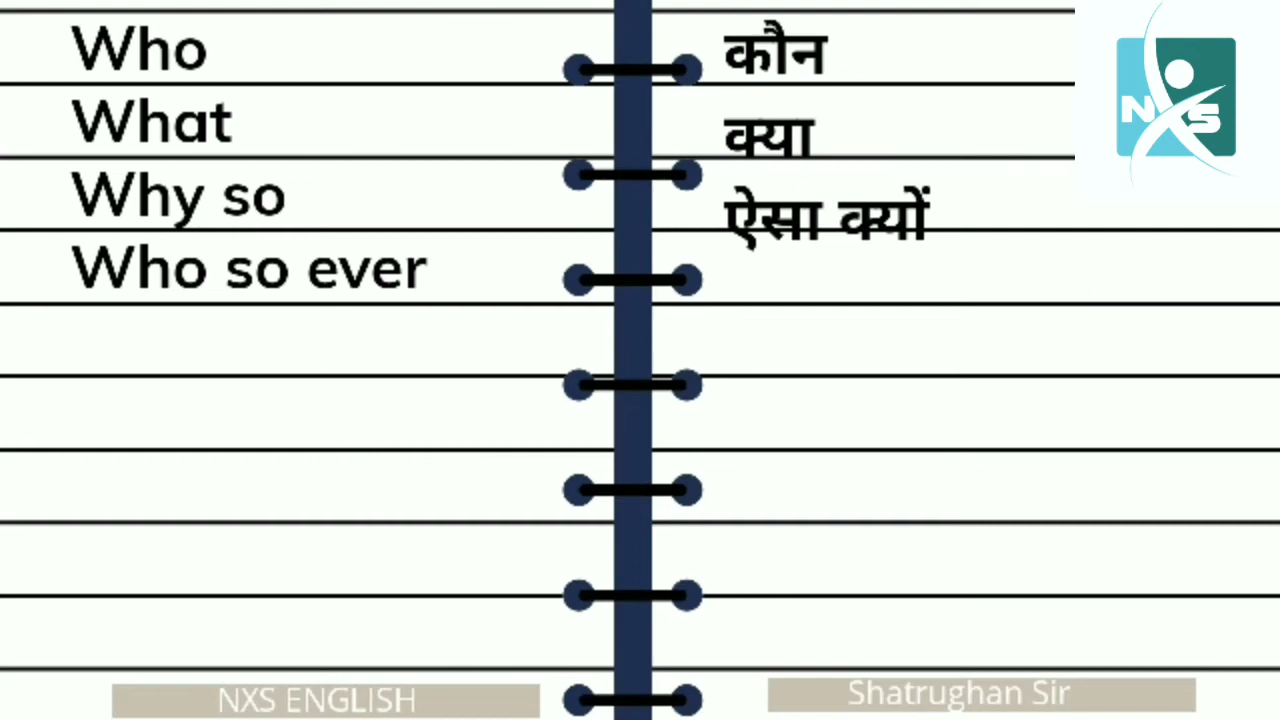 Who
What
Why so
Who so ever
कौन
क्या
ऐसा क्यों
NXS
NXS ENGLISH
Shatrughan Sir